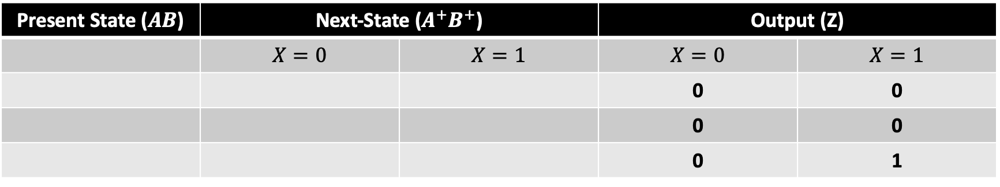 Present State (AB) Next-State (A⁺B⁺) Output (Z)
X = 0 X = 1 X = 0 X = 1
0 0
0 0
0 1